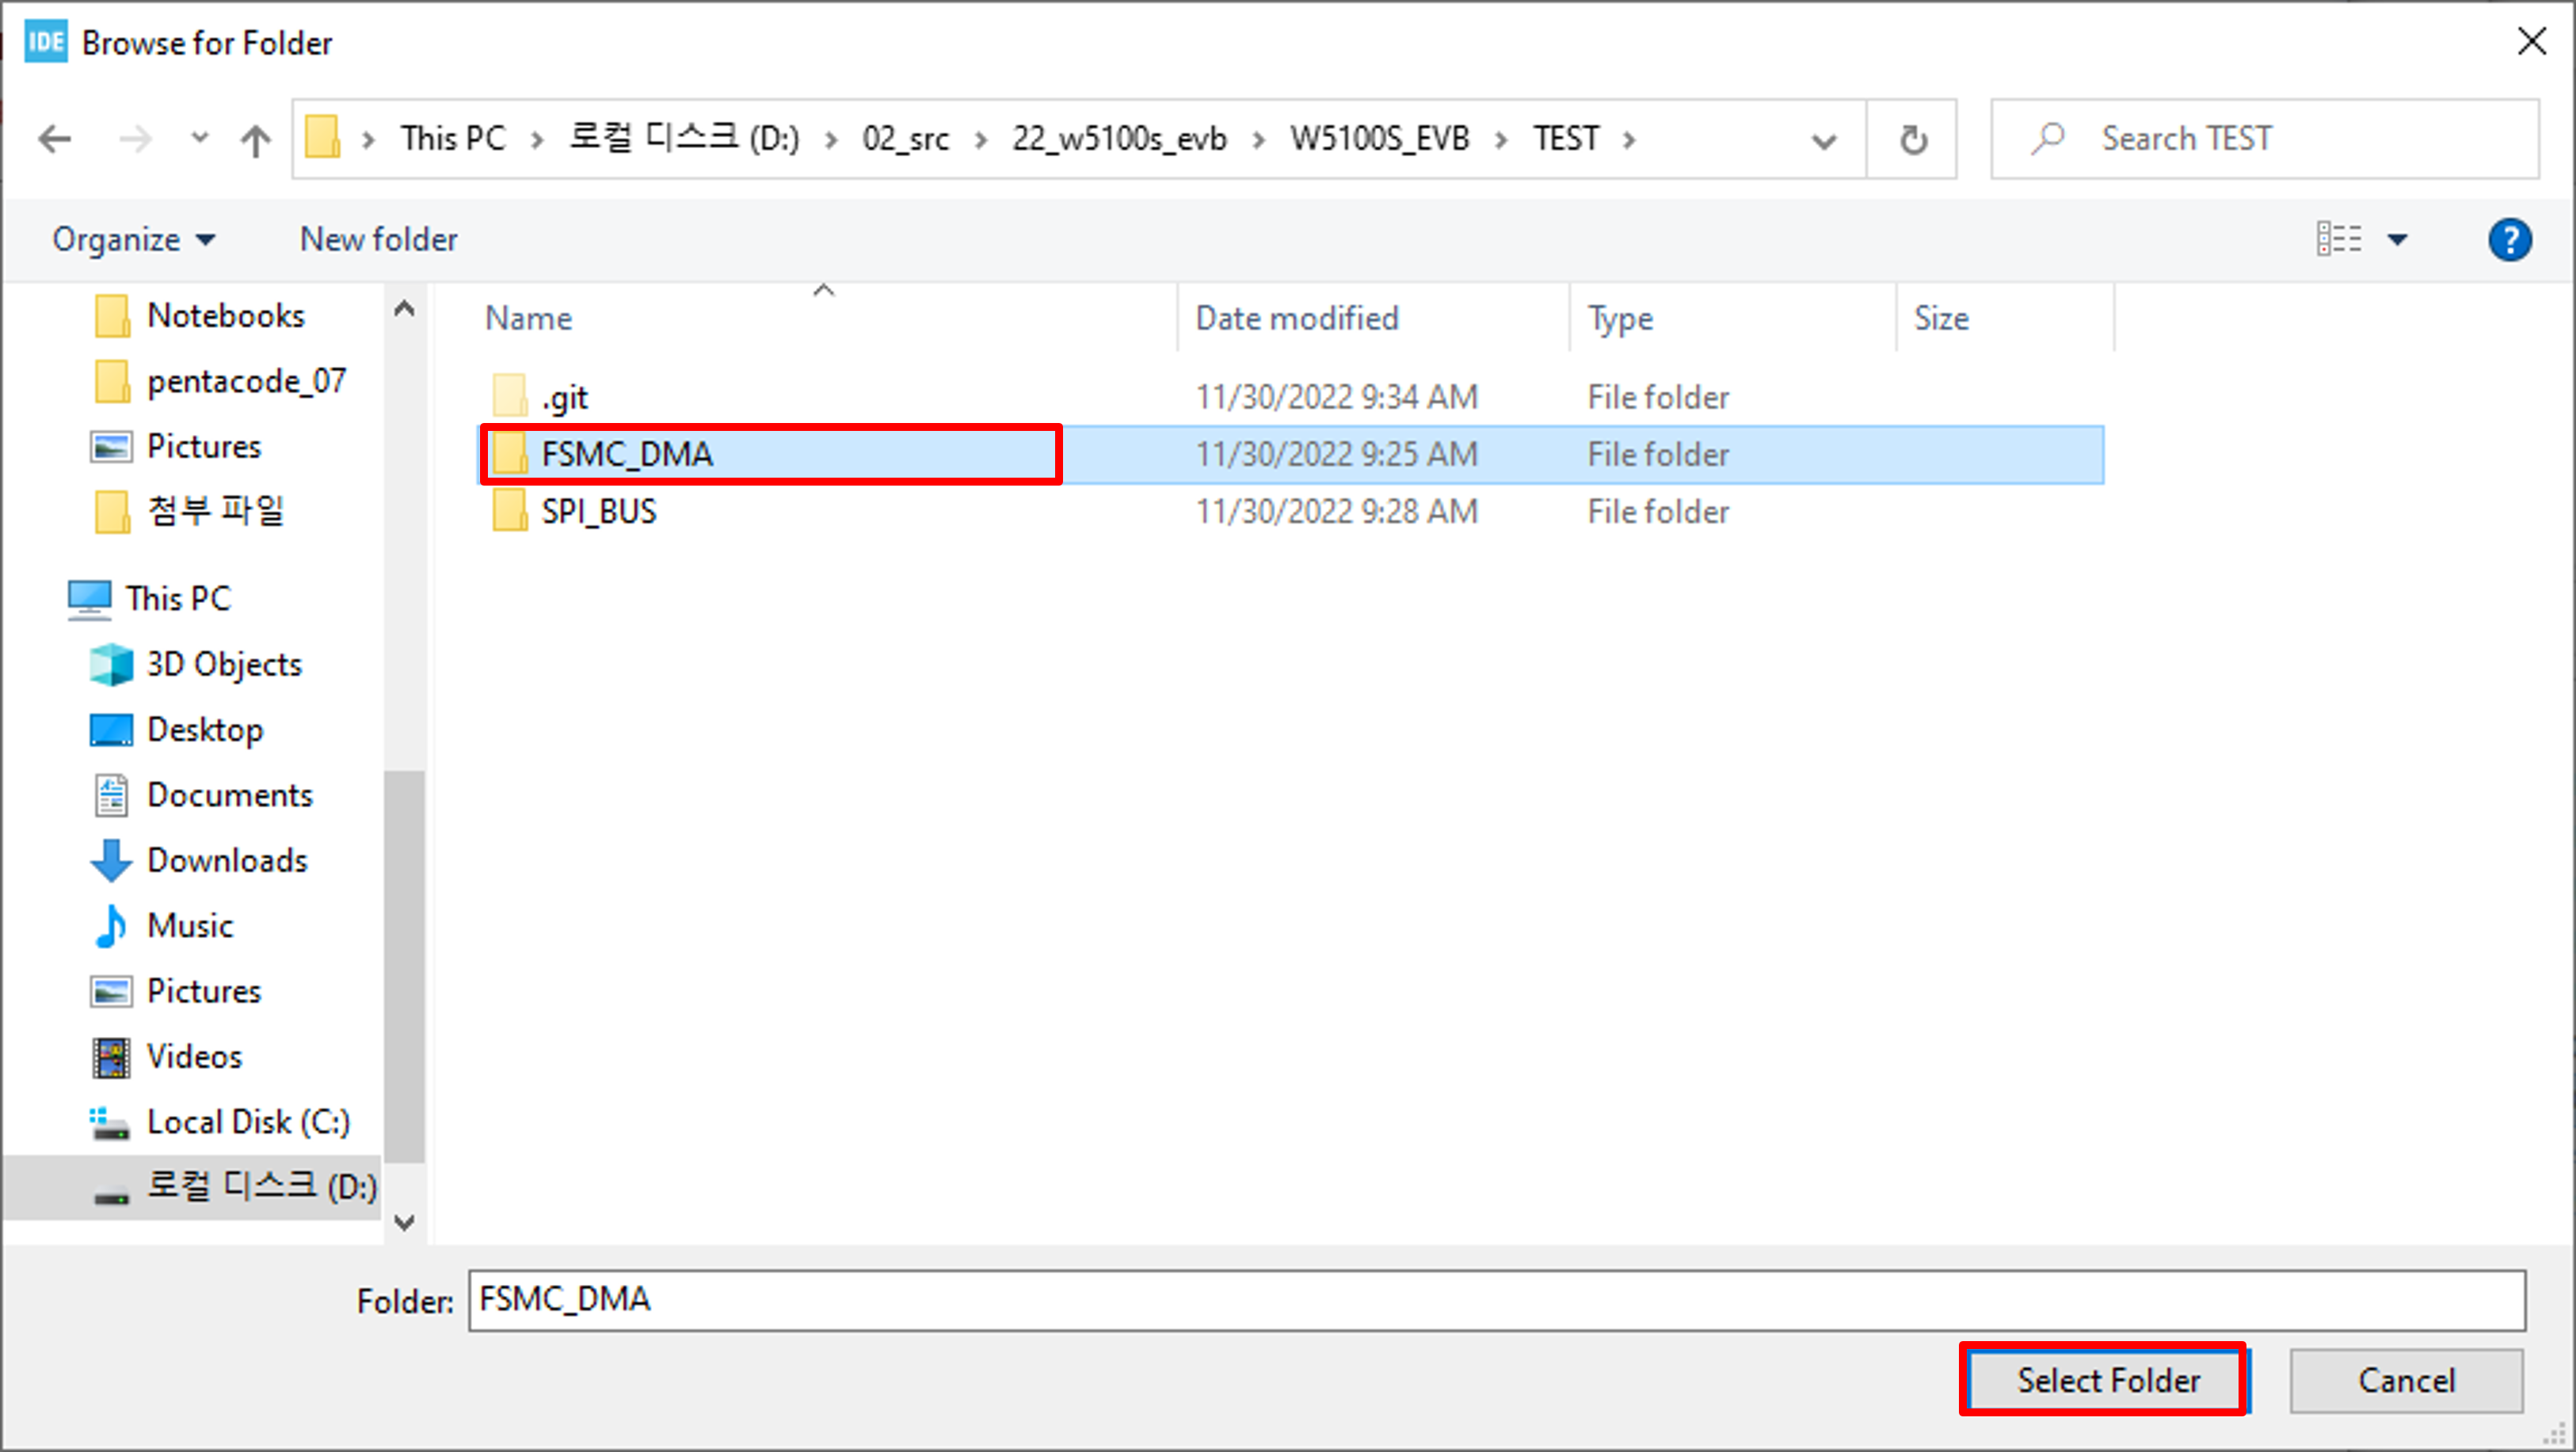 IDE Browse for Folder
This PC 로컬 디스크 (D:) 02_src 22_w5100s_evb W5100S_EVB TEST Search TEST
Organize New folder ?
Name Date modified Type Size
.git 11/30/2022 9:34 AM File folder
FSMC_DMA 11/30/2022 9:25 AM File folder
SPI_BUS 11/30/2022 9:28 AM File folder
Notebooks
pentacode_07
Pictures
첨부 파일
This PC
3D Objects
Desktop
Documents
Downloads
Music
Pictures
Videos
Local Disk (C:)
로컬 디스크 (D:)
Folder: FSMC_DMA
Select Folder Cancel